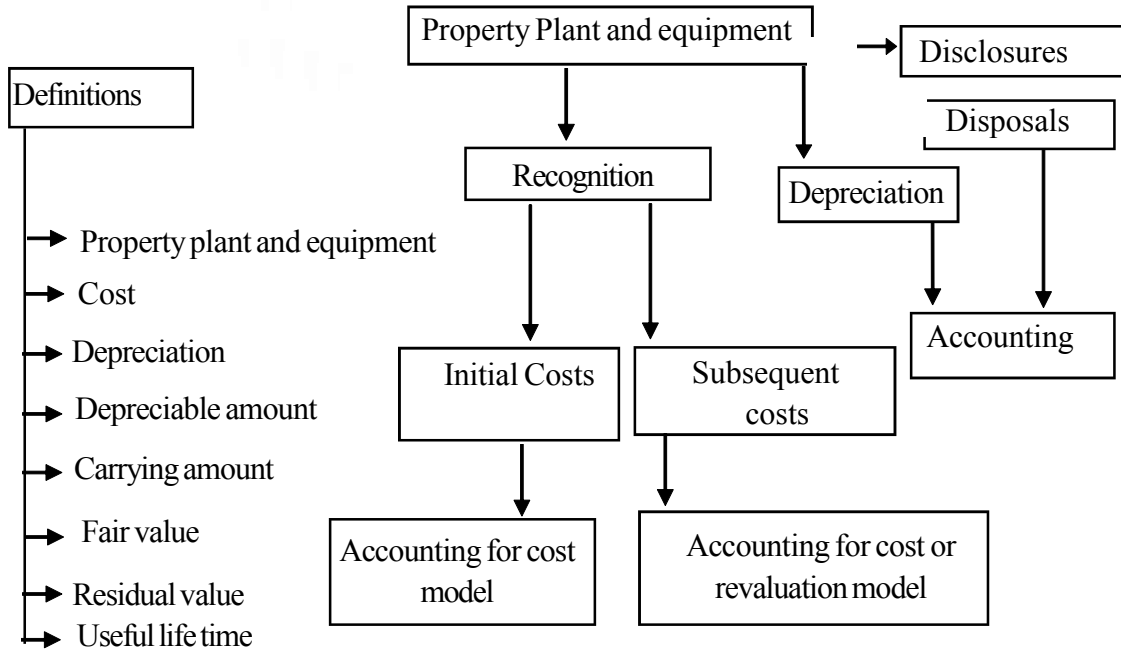 Property Plant and equipment
Disclosures
Definitions
Disposals
Recognition
Depreciation
Property plant and equipment
Cost
Depreciation
Depreciable amount
Carrying amount
Fair value
Residual value
Useful life time
Initial Costs
Subsequent
costs
Accounting
Accounting for cost
model
Accounting for cost or
revaluation model